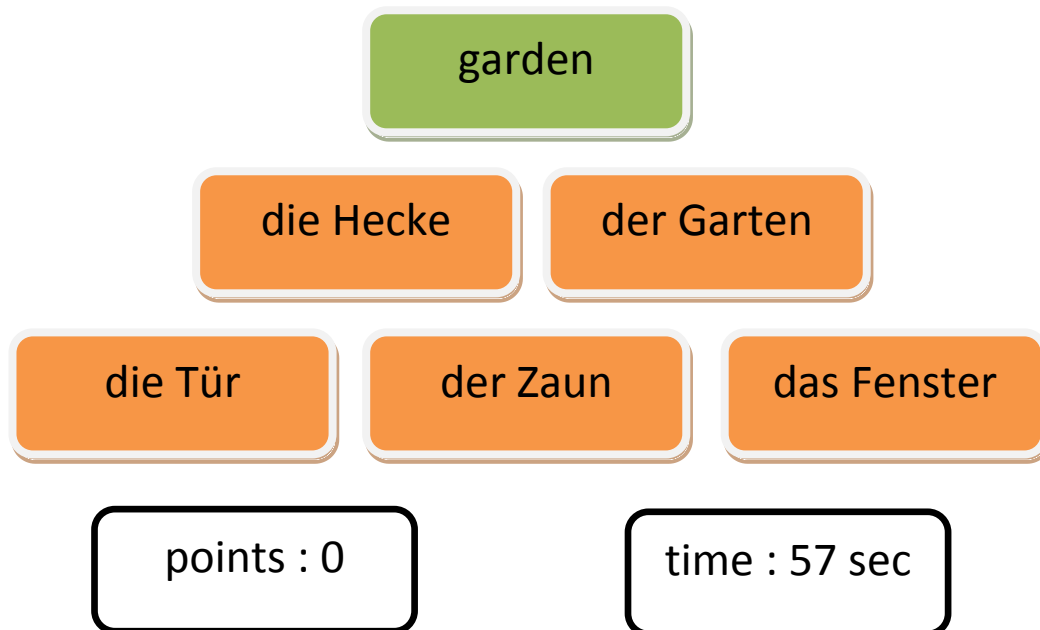 garden
die Hecke
der Garten
die Tür
der Zaun
das Fenster
points : 0
time : 57 sec